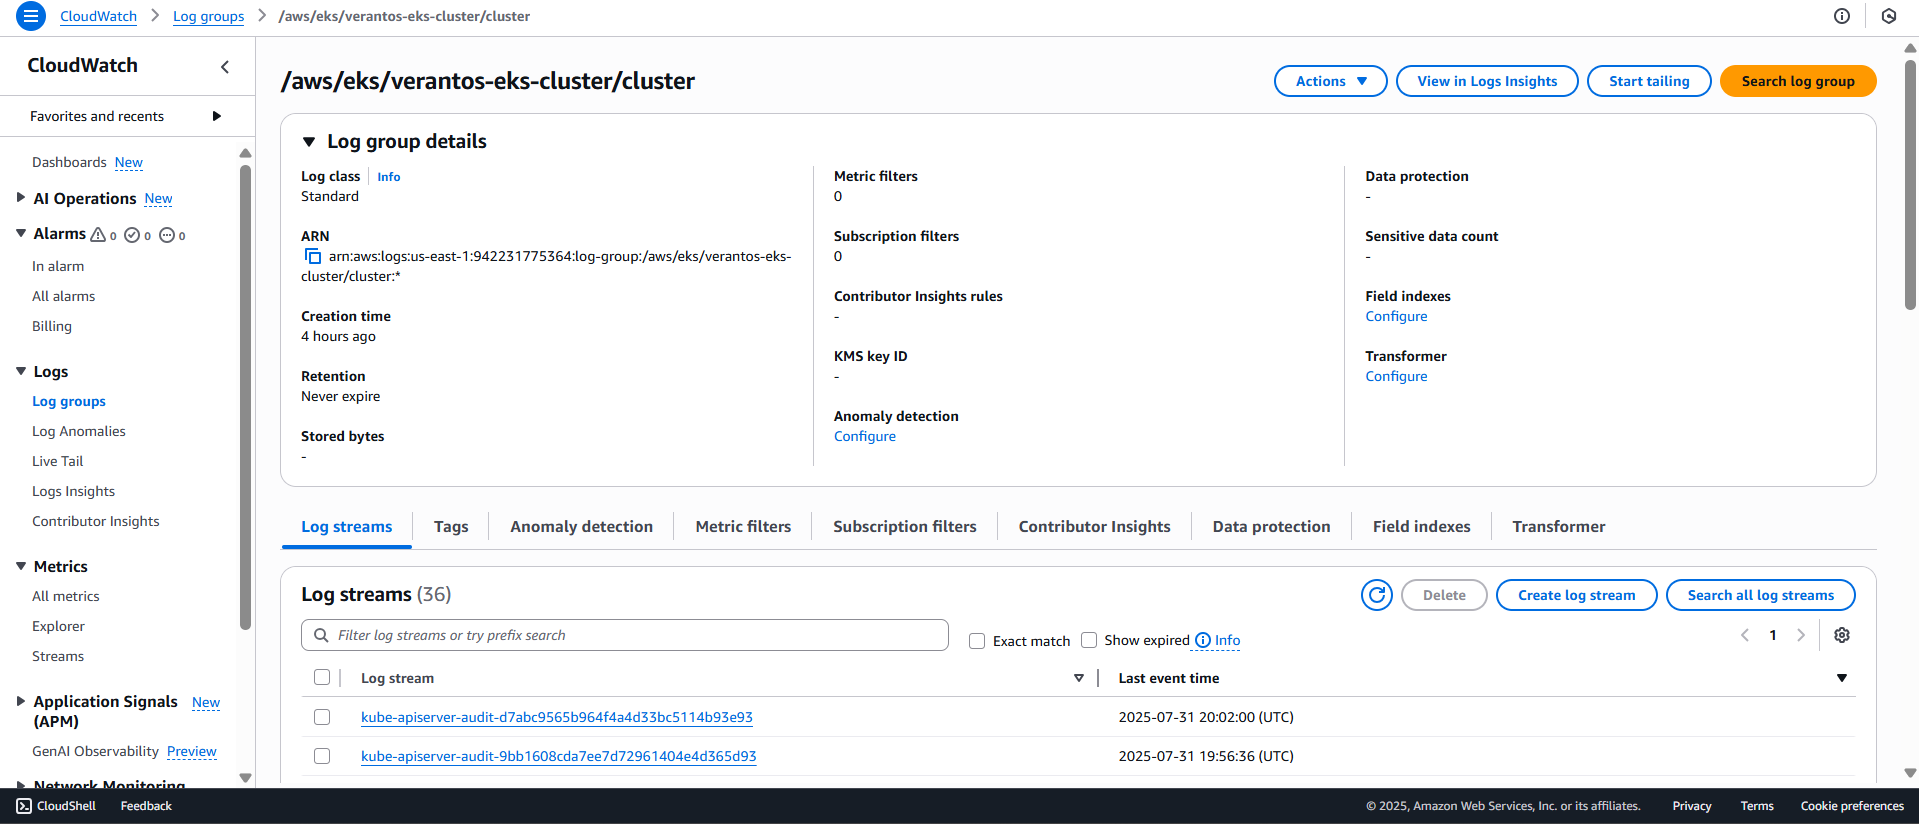 CloudWatch > Log groups > /aws/eks/verantos-eks-cluster/cluster
CloudWatch
Favorites and recents
Dashboards New
AI Operations New
Alarms 0 0 0
In alarm
All alarms
Billing
Logs
Log groups
Log Anomalies
Live Tail
Logs Insights
Contributor Insights
Metrics
All metrics
Explorer
Streams
Application Signals New
(APM)
GenAI Observability Preview
Network Monitoring
/aws/eks/verantos-eks-cluster/cluster
Actions View in Logs Insights Start tailing Search log group
Log group details
Log class Info
Standard
ARN
arn:aws:logs:us-east-1:942231775364:log-group:/aws/eks/verantos-eks-
cluster/cluster:*
Creation time
4 hours ago
Retention
Never expire
Stored bytes
-
Metric filters
0
Subscription filters
0
Contributor Insights rules
-
KMS key ID
-
Anomaly detection
Configure
Data protection
-
Sensitive data count
-
Field indexes
Configure
Transformer
Configure
Log streams Tags Anomaly detection Metric filters Subscription filters Contributor Insights Data protection Field indexes Transformer
Log streams (36)
Delete Create log stream Search all log streams
Filter log streams or try prefix search Exact match Show expired Info 1
Log stream Last event time
kube-apiserver-audit-d7abc9565b964f4a4d33bc5114b93e93 2025-07-31 20:02:00 (UTC)
kube-apiserver-audit-9bb1608cda7ee7d72961404e4d365d93 2025-07-31 19:56:36 (UTC)
CloudShell Feedback © 2025, Amazon Web Services, Inc. or its affiliates. Privacy Terms Cookie preferences